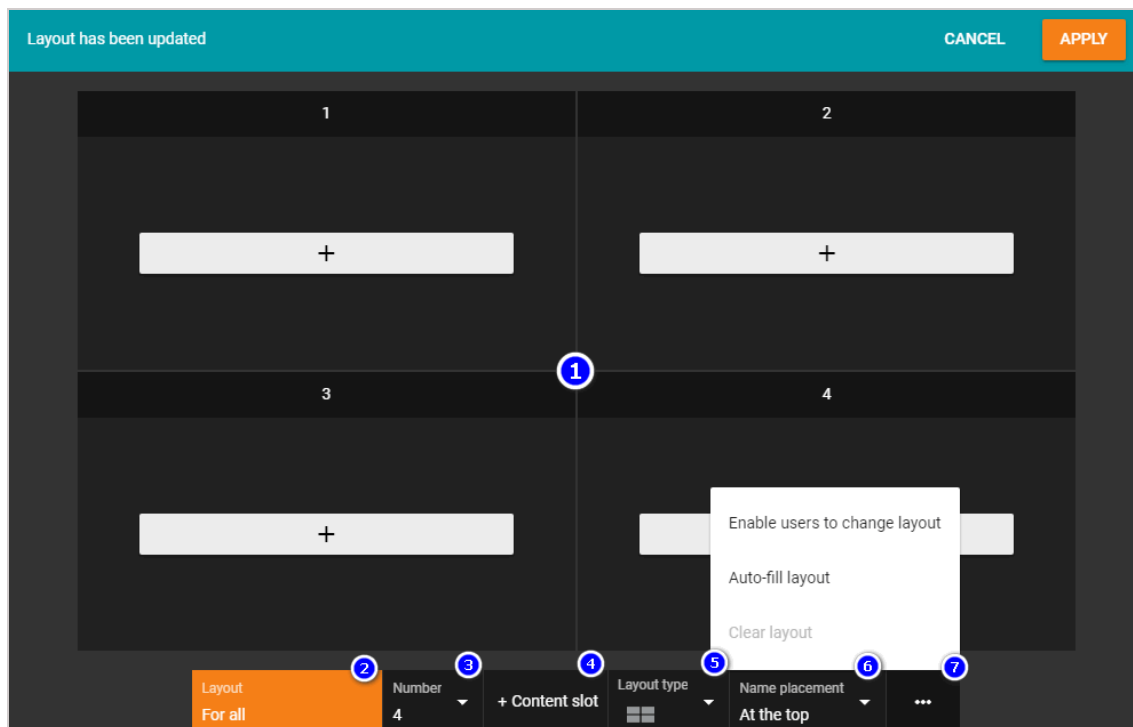 Layout has been updated CANCEL APPLY
1 2
+ +
1
3 4
+
Enable users to change layout
Auto-fill layout
Clear layout
2 3 4 5 6 7
Layout Number + Content slot Layout type Name placement •••
For all 4 At the top